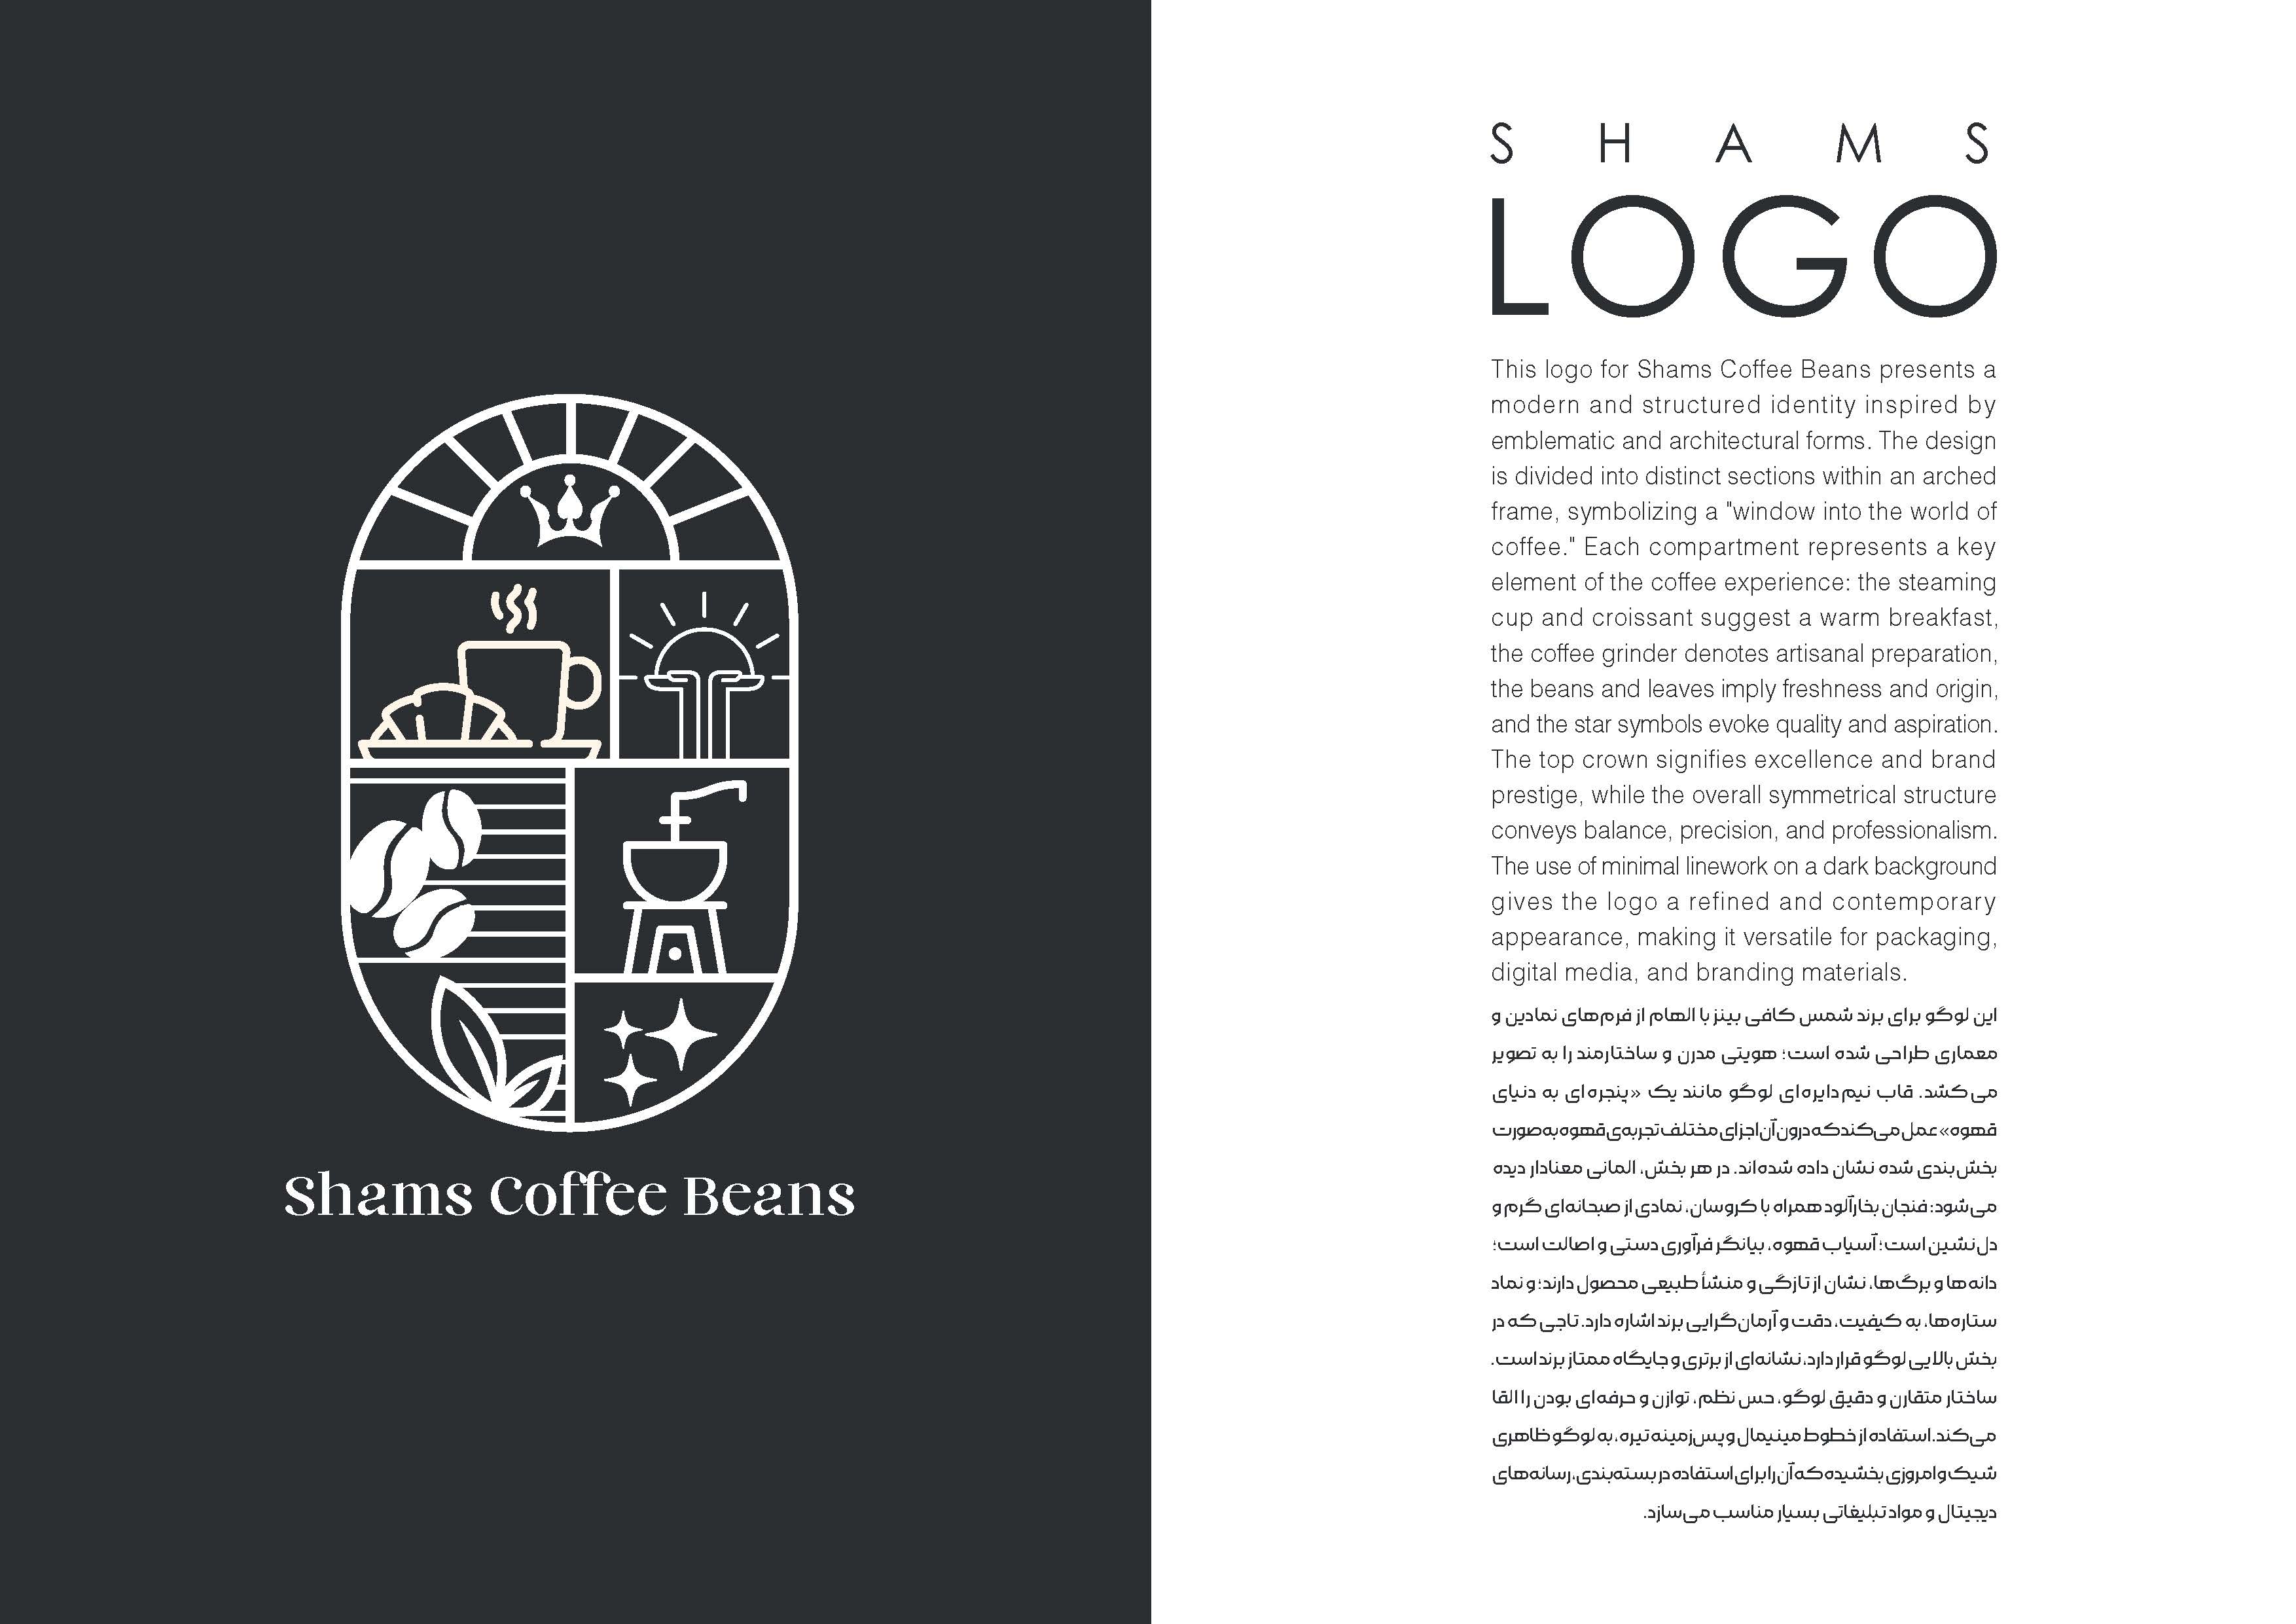 Shams Coffee Beans
SHAMS
LOGO
This logo for Shams Coffee Beans presents a
modern and structured identity inspired by
emblematic and architectural forms. The design
is divided into distinct sections within an arched
frame, symbolizing a "window into the world of
coffee." Each compartment represents a key
element of the coffee experience: the steaming
cup and croissant suggest a warm breakfast,
the coffee grinder denotes artisanal preparation,
the beans and leaves imply freshness and origin,
and the star symbols evoke quality and aspiration.
The top crown signifies excellence and brand
prestige, while the overall symmetrical structure
conveys balance, precision, and professionalism.
The use of minimal linework on a dark background
gives the logo a refined and contemporary
appearance, making it versatile for packaging,
digital media, and branding materials.
این لوگو برای برند شمس کافی بینز با الهام از فرم‌های نمادین و
معماری طراحی شده است؛ هویتی مدرن و ساختارمند را به تصویر
می‌کشد. قاب نیم‌دایره‌ای لوگو مانند یک «پنجره‌ای به دنیای
قهوه» عمل می‌کند که درون آن اجزای مختلف تجربه‌ی قهوه به‌صورت
بخش‌بندی شده نشان داده شده‌اند. در هر بخش، المانی معنادار دیده
می‌شود: فنجان بخارآلود همراه با کروسان، نمادی از صبحانه‌ای گرم و
دل‌نشین است؛ آسیاب قهوه، بیانگر فرآوری دستی و اصالت است؛
دانه‌ها و برگ‌ها، نشان از تازگی و منشأ طبیعی محصول دارند؛ و نماد
ستاره‌ها، به کیفیت، دقت و آرمان‌گرایی برند اشاره دارد. تاجی که در
بخش بالایی لوگو قرار دارد، نشانه‌ای از برتری و جایگاه ممتاز برند است.
ساختار متقارن و دقیق لوگو، حس نظم، توازن و حرفه‌ای بودن را القا
می‌کند. استفاده از خطوط مینیمال و پس‌زمینه تیره، به لوگو ظاهری
شیک و امروزی بخشیده که آن را برای استفاده در بسته‌بندی، رسانه‌های
دیجیتال و مواد تبلیغاتی بسیار مناسب می‌سازد.